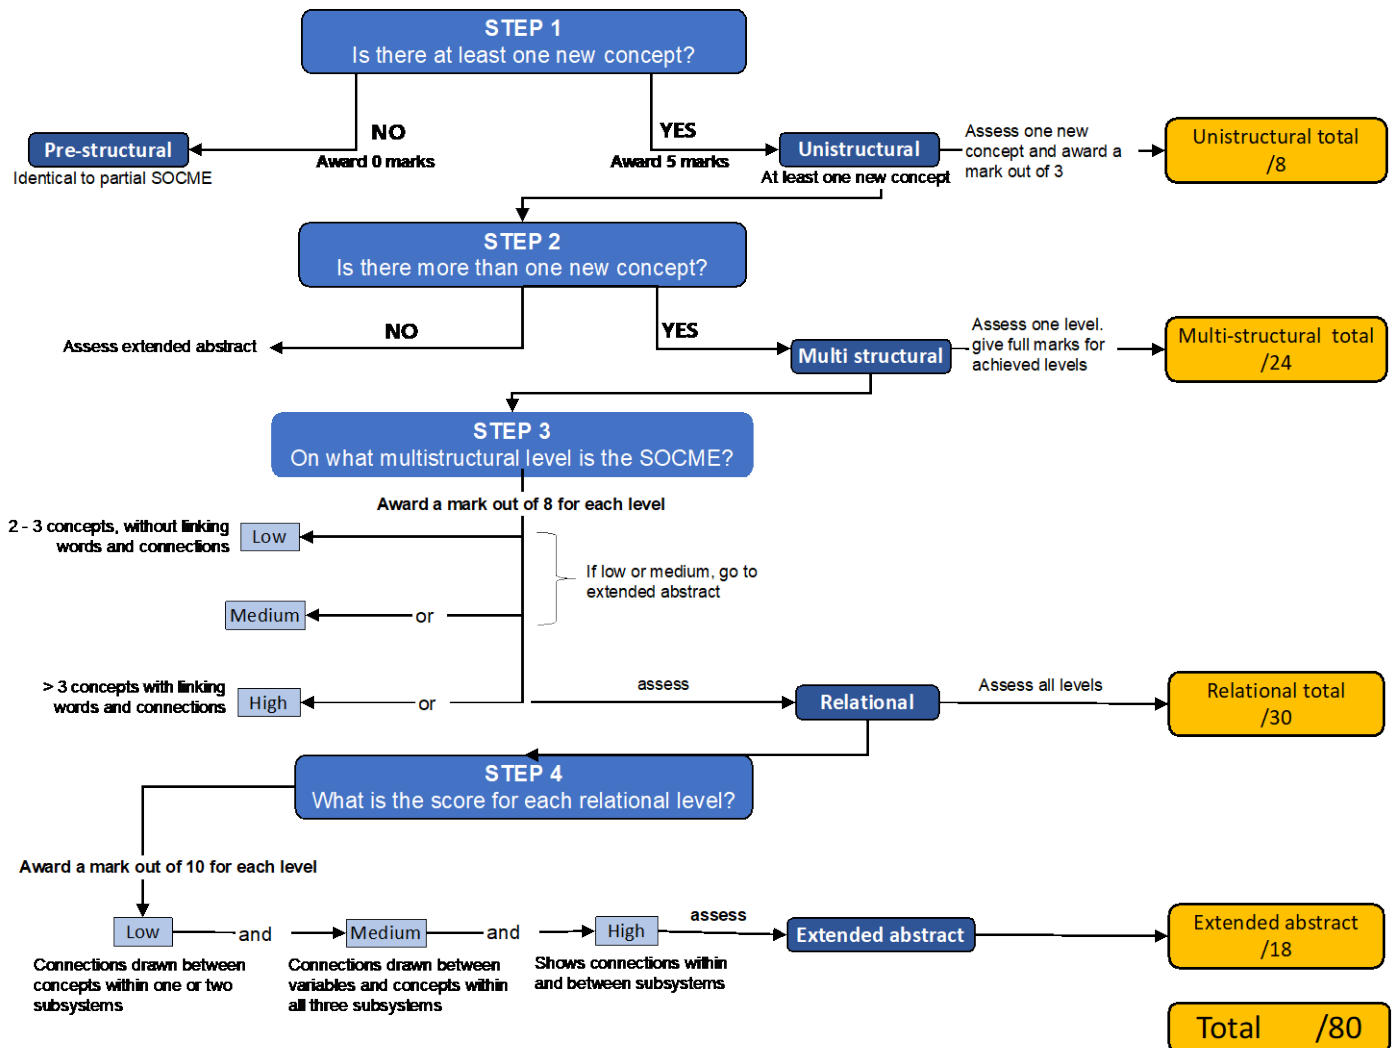 STEP 1
Is there at least one new concept?
NO
Award 0 marks
YES
Award 5 marks
Pre-structural
Identical to partial SOCME
Unistructural
At least one new concept
Assess one new
concept and award a
mark out of 3
Unistructural total
/8
STEP 2
Is there more than one new concept?
NO
YES
Assess extended abstract
Multi structural
Assess one level.
give full marks for
achieved levels
Multi-structural total
/24
STEP 3
On what multistructural level is the SOCME?
Award a mark out of 8 for each level
2 - 3 concepts, without linking
words and connections
Low
If low or medium, go to
extended abstract
Medium
or
> 3 concepts with linking
words and connections
High
or
assess
Relational
Assess all levels
Relational total
/30
STEP 4
What is the score for each relational level?
Award a mark out of 10 for each level
Low
and
Medium
and
High
assess
Extended abstract
Extended abstract
/18
Connections drawn between
concepts within one or two
subsystems
Connections drawn between
variables and concepts within
all three subsystems
Shows connections within
and between subsystems
Total /80